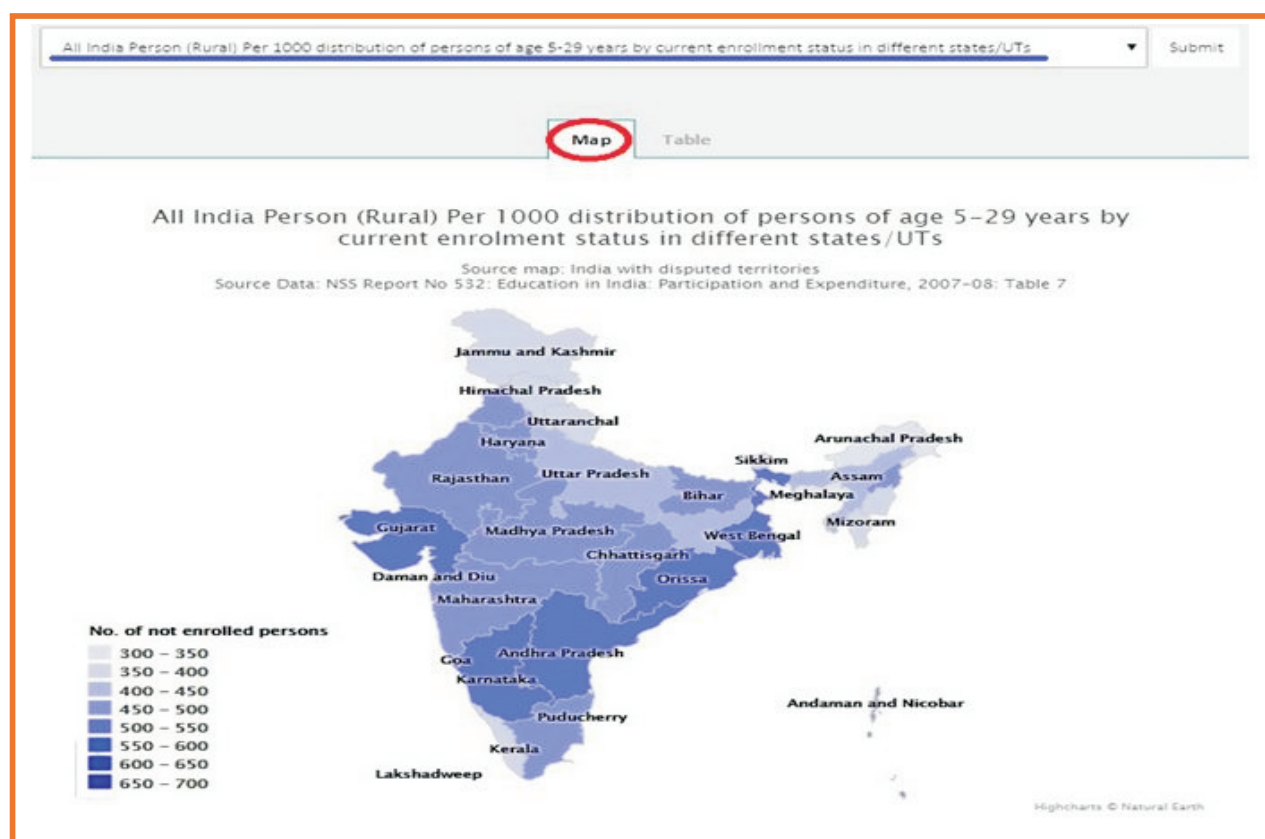 All India Person (Rural) Per 1000 distribution of persons of age 5-29 years by current enrollment status in different states/UTs
Submit
Map
Table
All India Person (Rural) Per 1000 distribution of persons of age 5-29 years by
current enrolment status in different states/UTs
Source map: India with disputed territories
Source Data: NSS Report No 532: Education in India: Participation and Expenditure, 2007-08: Table 7
Jammu and Kashmir
Himachal Pradesh
Uttaranchal
Arunachal Pradesh
Haryana
Sikkim
Rajasthan
Uttar Pradesh
Assam
Bihar
Meghalaya
Mizoram
Gujarat
Madhya Pradesh
West Bengal
Chhattisgarh
Daman and Diu
Orissa
Maharashtra
No. of not enrolled persons
300 - 350
350 - 400
400 - 450
450 - 500
500 - 550
550 - 600
600 - 650
650 - 700
Goa
Andhra Pradesh
Karnataka
Andaman and Nicobar
Puducherry
Kerala
Lakshadweep
Highcharts © Natural Earth